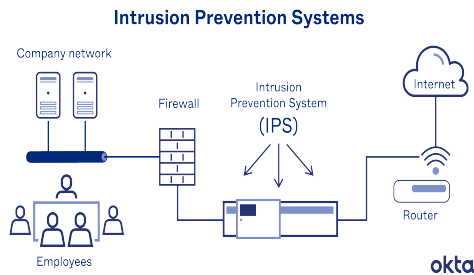 Intrusion Prevention Systems
Company network
Firewall
Intrusion
Prevention System
(IPS)
Internet
Router
Employees
okta